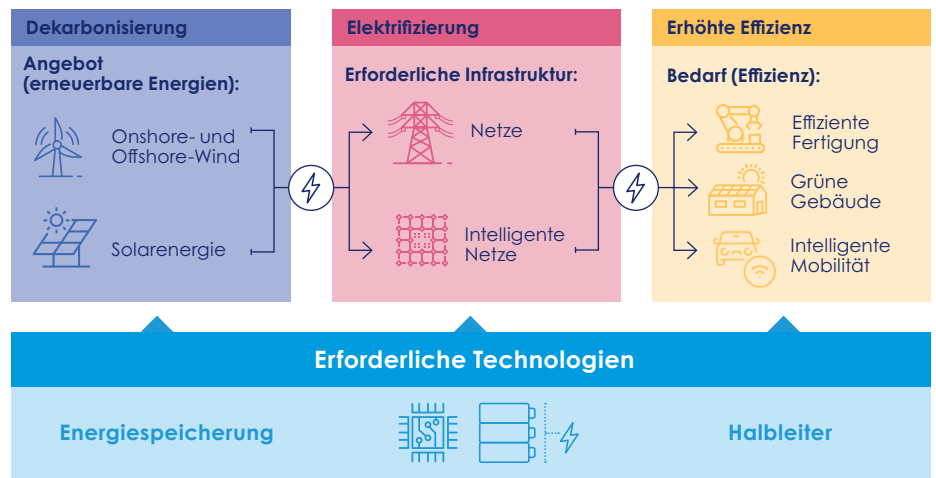 Dekarbonisierung
Angebot
(erneuerbare Energien):
Onshore- und
Offshore-Wind
Solarenergie
Elektrifizierung
Erforderliche Infrastruktur:
Netze
Intelligente
Netze
Erhöhte Effizienz
Bedarf (Effizienz):
Effiziente
Fertigung
Grüne
Gebäude
Intelligente
Mobilität
Erforderliche Technologien
Energiespeicherung
Halbleiter